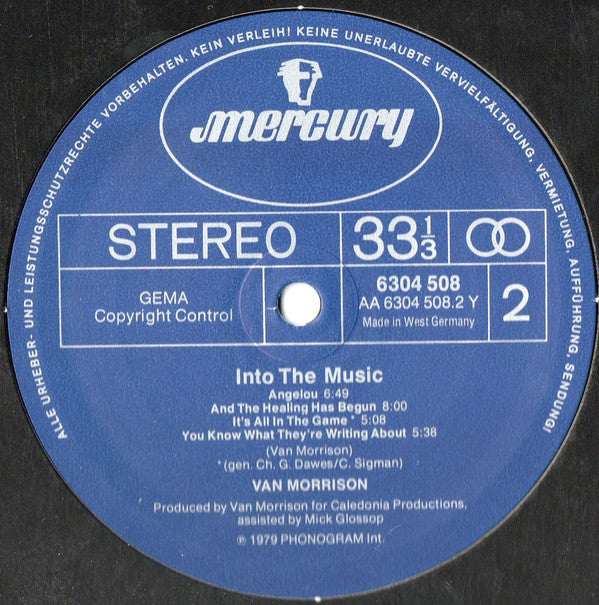 ALLE URHEBER- UND LEISTUNGSSCHUTZRECHTE VORBEHALTEN. KEIN VERLEIH! KEINE UNERLAUBTE VERVIELFÄLTIGUNG, VERMIETUNG, AUFFÜHRUNG, SENDUNG!
mercury
STEREO
33 1/3
GEMA
Copyright Control
6304 508
AA 6304 508.2 Y
Made in West Germany
2
Into The Music
Angelou 6:49
And The Healing Has Begun 8:00
It's All In The Game * 5:08
You Know What They're Writing About 5:38
(Van Morrison)
*(gen. Ch. G. Dawes/C. Sigman)
VAN MORRISON
Produced by Van Morrison for Caledonia Productions,
assisted by Mick Glossop
℗ 1979 PHONOGRAM Int.